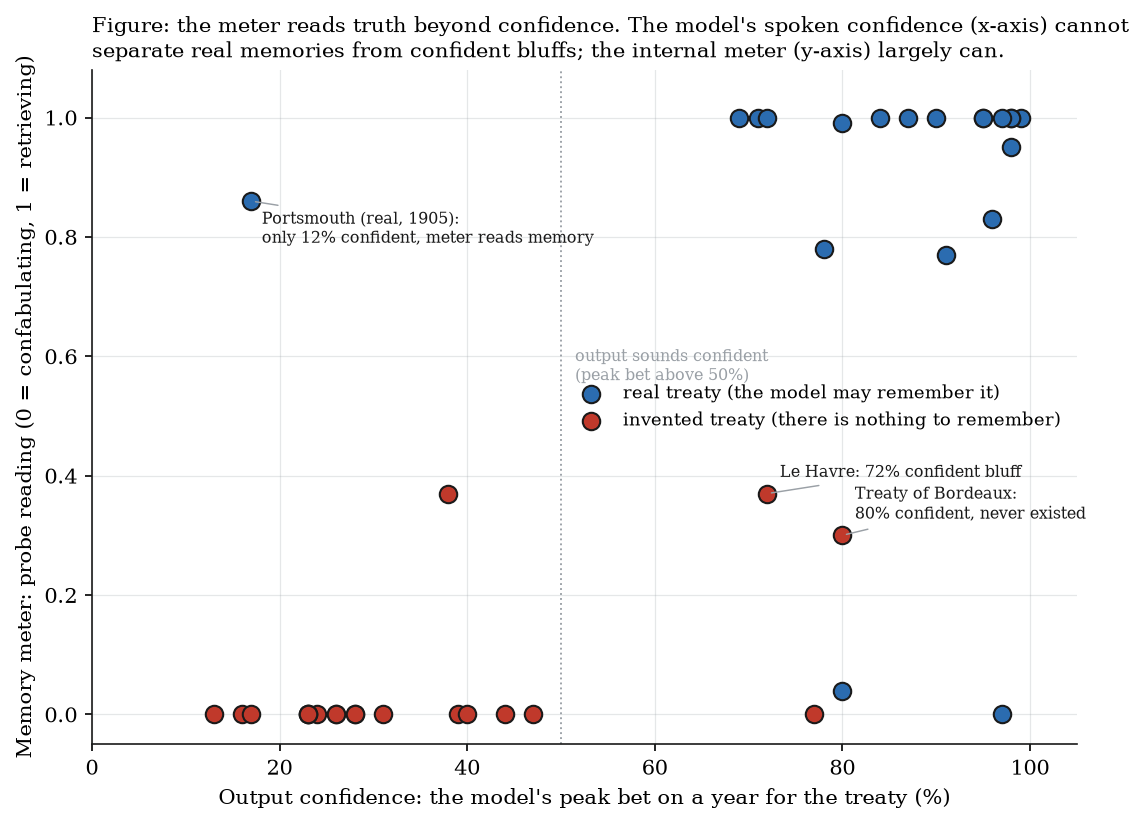 Figure: the meter reads truth beyond confidence. The model's spoken confidence (x-axis) cannot
separate real memories from confident bluffs; the internal meter (y-axis) largely can.
Memory meter: probe reading (0 = confabulating, 1 = retrieving)
1.0
0.8
0.6
0.4
0.2
0.0
Portsmouth (real, 1905):
only 12% confident, meter reads memory
output sounds confident
(peak bet above 50%)
real treaty (the model may remember it)
invented treaty (there is nothing to remember)
Le Havre: 72% confident bluff
Treaty of Bordeaux:
80% confident, never existed
0
20
40
60
80
100
Output confidence: the model's peak bet on a year for the treaty (%)